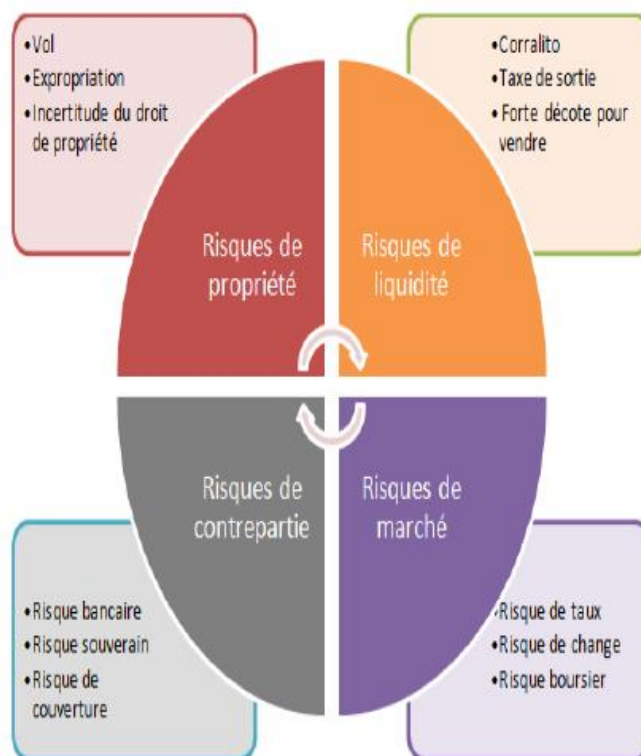 •Vol
•Expropriation
•Incertitude du droit
de propriété
•Corralito
•Taxe de sortie
•Forte décote pour
vendre
Risques de
propriété
Risques de
liquidité
Risques de
contrepartie
Risques de
marché
•Risque bancaire
•Risque souverain
•Risque de
couverture
•Risque de taux
•Risque de change
•Risque boursier